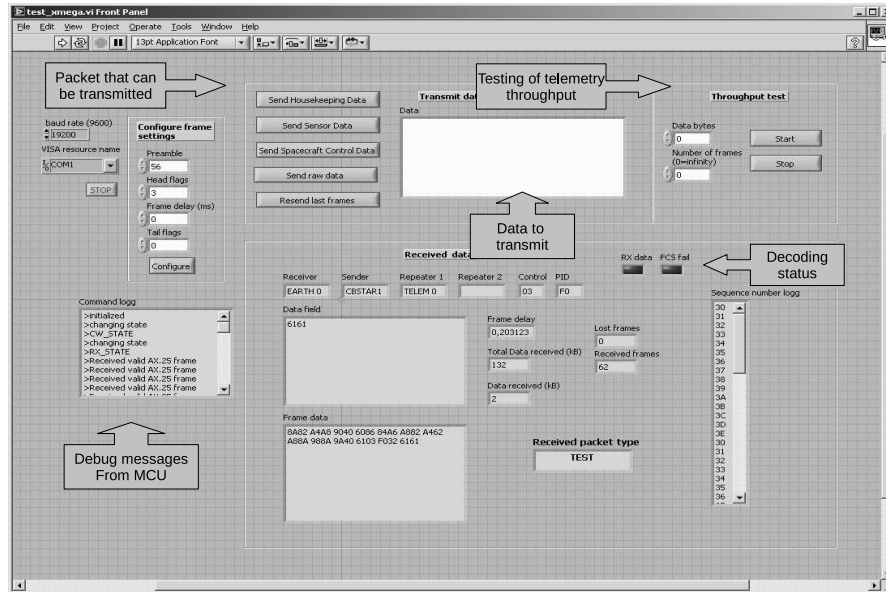 test_xmega.vi Front Panel
File Edit View Project Operate Tools Window Help
13pt Application Font
Packet that can
be transmitted
Testing of telemetry
throughput
baud rate (9600)
19200
VISA resource name
COM1
STOP
Configure frame
settings
Preamble
56
Head flags
3
Frame delay (ms)
0
Tail flags
0
Configure
Send Housekeeping Data
Send Sensor Data
Send Spacecraft Control Data
Send raw data
Resend last frames
Transmit dat
Data
Data to
transmit
Throughput test
Data bytes
0
Number of frames
(0=infinity)
0
Start
Stop
Received data
RX data FCS fail
Decoding
status
Receiver Sender Repeater 1 Repeater 2 Control PID
EARTH 0 CBSTAR1 TELEM 0 03 F0
Data field
6161
Frame delay
0,203123
Total Data received (kB)
132
Data received (kB)
2
Lost frames
0
Received frames
62
Frame data
8A82 A4A8 9040 6086 84A6 A882 A462
A88A 988A 9A40 6103 F032 6161
Received packet type
TEST
Command logg
>initialized
>changing state
>CW_STATE
>changing state
>RX_STATE
>Received valid AX.25 frame
>Received valid AX.25 frame
>Received valid AX.25 frame
>Received valid AX.25 frame
Debug messages
From MCU
Sequence number logg
30
31
32
33
34
35
36
37
38
39
3A
3B
3C
3D
3E
30
31
32
33
34
35
36